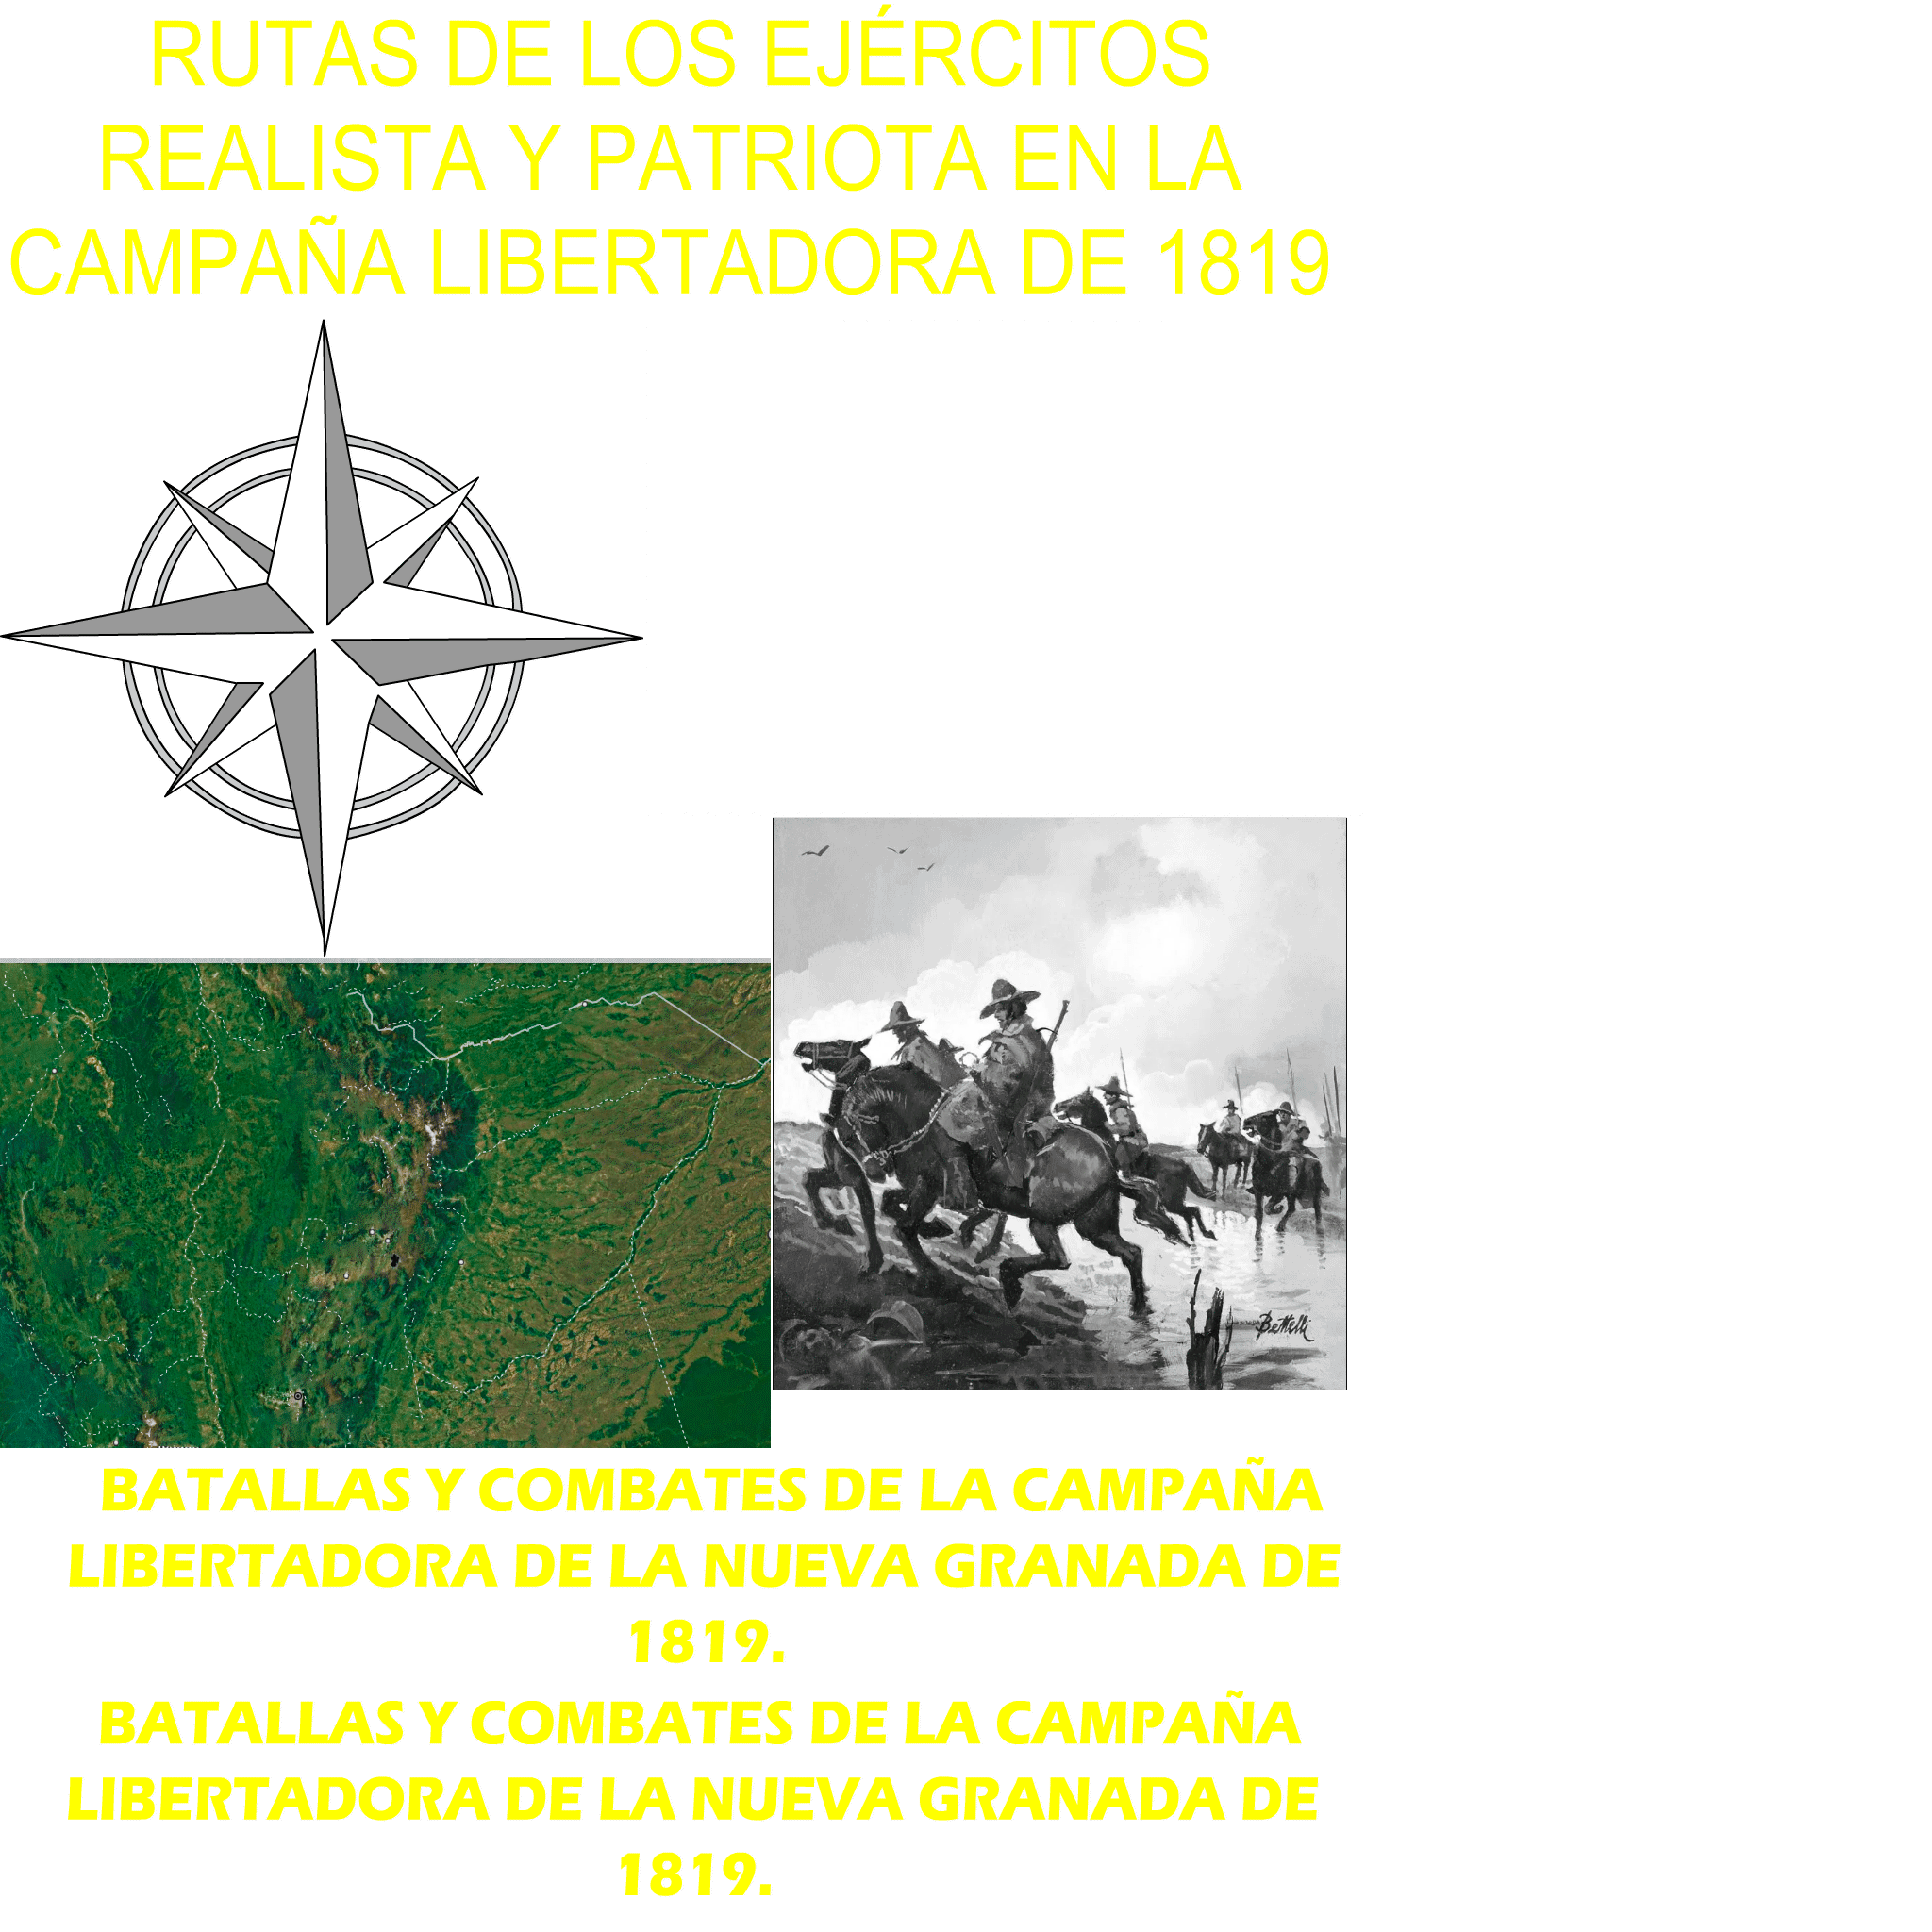 RUTAS DE LOS EJÉRCITOS
REALISTA Y PATRIOTA EN LA
CAMPAÑA LIBERTADORA DE 1819
Bettelli
BATALLAS Y COMBATES DE LA CAMPAÑA
LIBERTADORA DE LA NUEVA GRANADA DE
1819.
BATALLAS Y COMBATES DE LA CAMPAÑA
LIBERTADORA DE LA NUEVA GRANADA DE
1819.